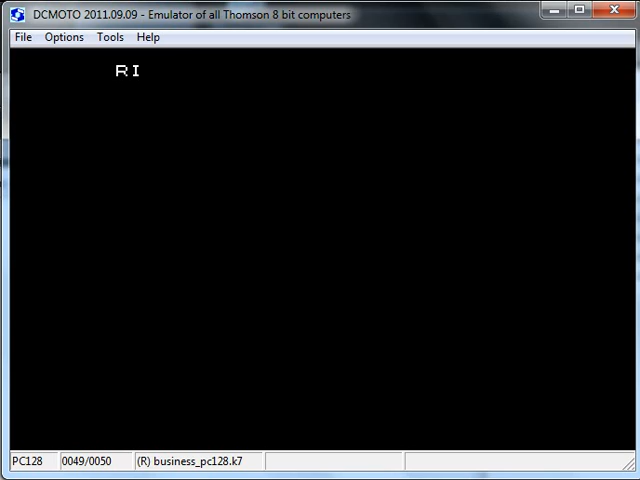 DCMOTO 2011.09.09 - Emulator of all Thomson 8 bit computers
File Options Tools Help
RI
PC128 0049/0050 (R) business_pc128.k7